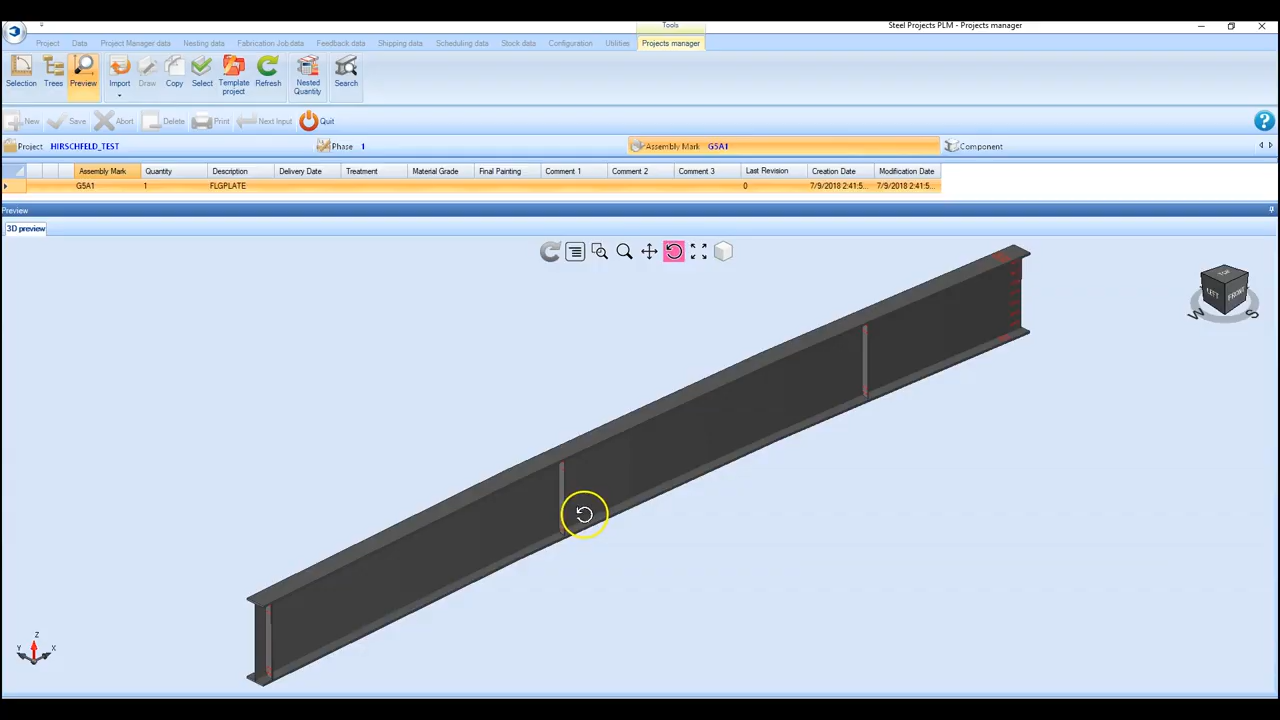 Tools
Steel Projects PLM - Projects manager
Project Data Project Manager data Nesting data Fabrication Job data Feedback data Shipping data Scheduling data Stock data Configuration Utilities Projects manager
Selection Trees Preview Import Draw Copy Select Template project Refresh Nested Quantity Search
New Save Abort Delete Print Next Input Quit
Project HIRSCHFELD_TEST Phase 1 Assembly Mark G5A1 Component
Assembly Mark Quantity Description Delivery Date Treatment Material Grade Final Painting Comment 1 Comment 2 Comment 3 Last Revision Creation Date Modification Date
G5A1 1 FLGPLATE 0 7/9/2018 2:41:5... 7/9/2018 2:41:5...
Preview
3D preview
TOP
LEFT FRONT
W S
Z
Y X